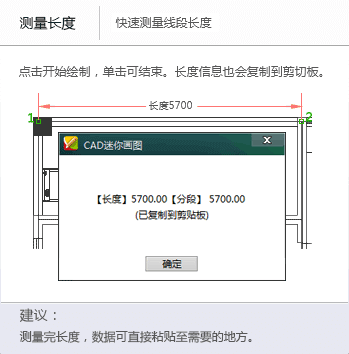 测量长度 快速测量线段长度
点击开始绘制，单击可结束。长度信息也会复制到剪切板。
长度5700
1 2
CAD迷你画图 x
【长度】5700.00【分段】 5700.00
(已复制到剪贴板)
确定
建议：
测量完长度，数据可直接粘贴至需要的地方。